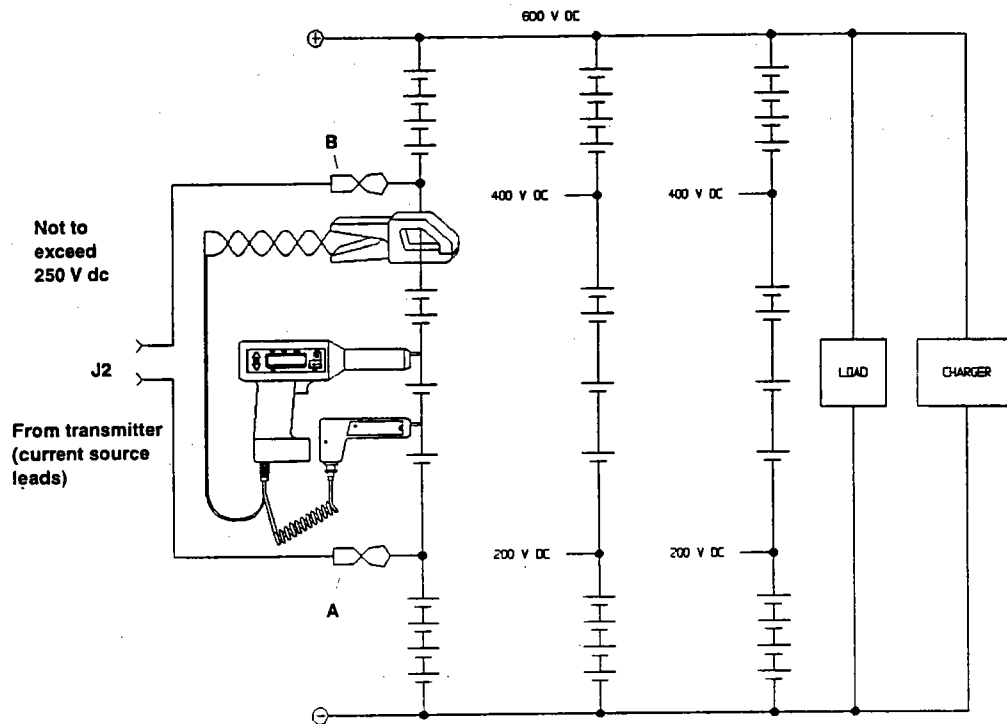 600 V DC
B
400 V DC
400 V DC
Not to
exceed
250 V dc
J2
LOAD
CHARGER
From transmitter
(current source
leads)
200 V DC
200 V DC
A